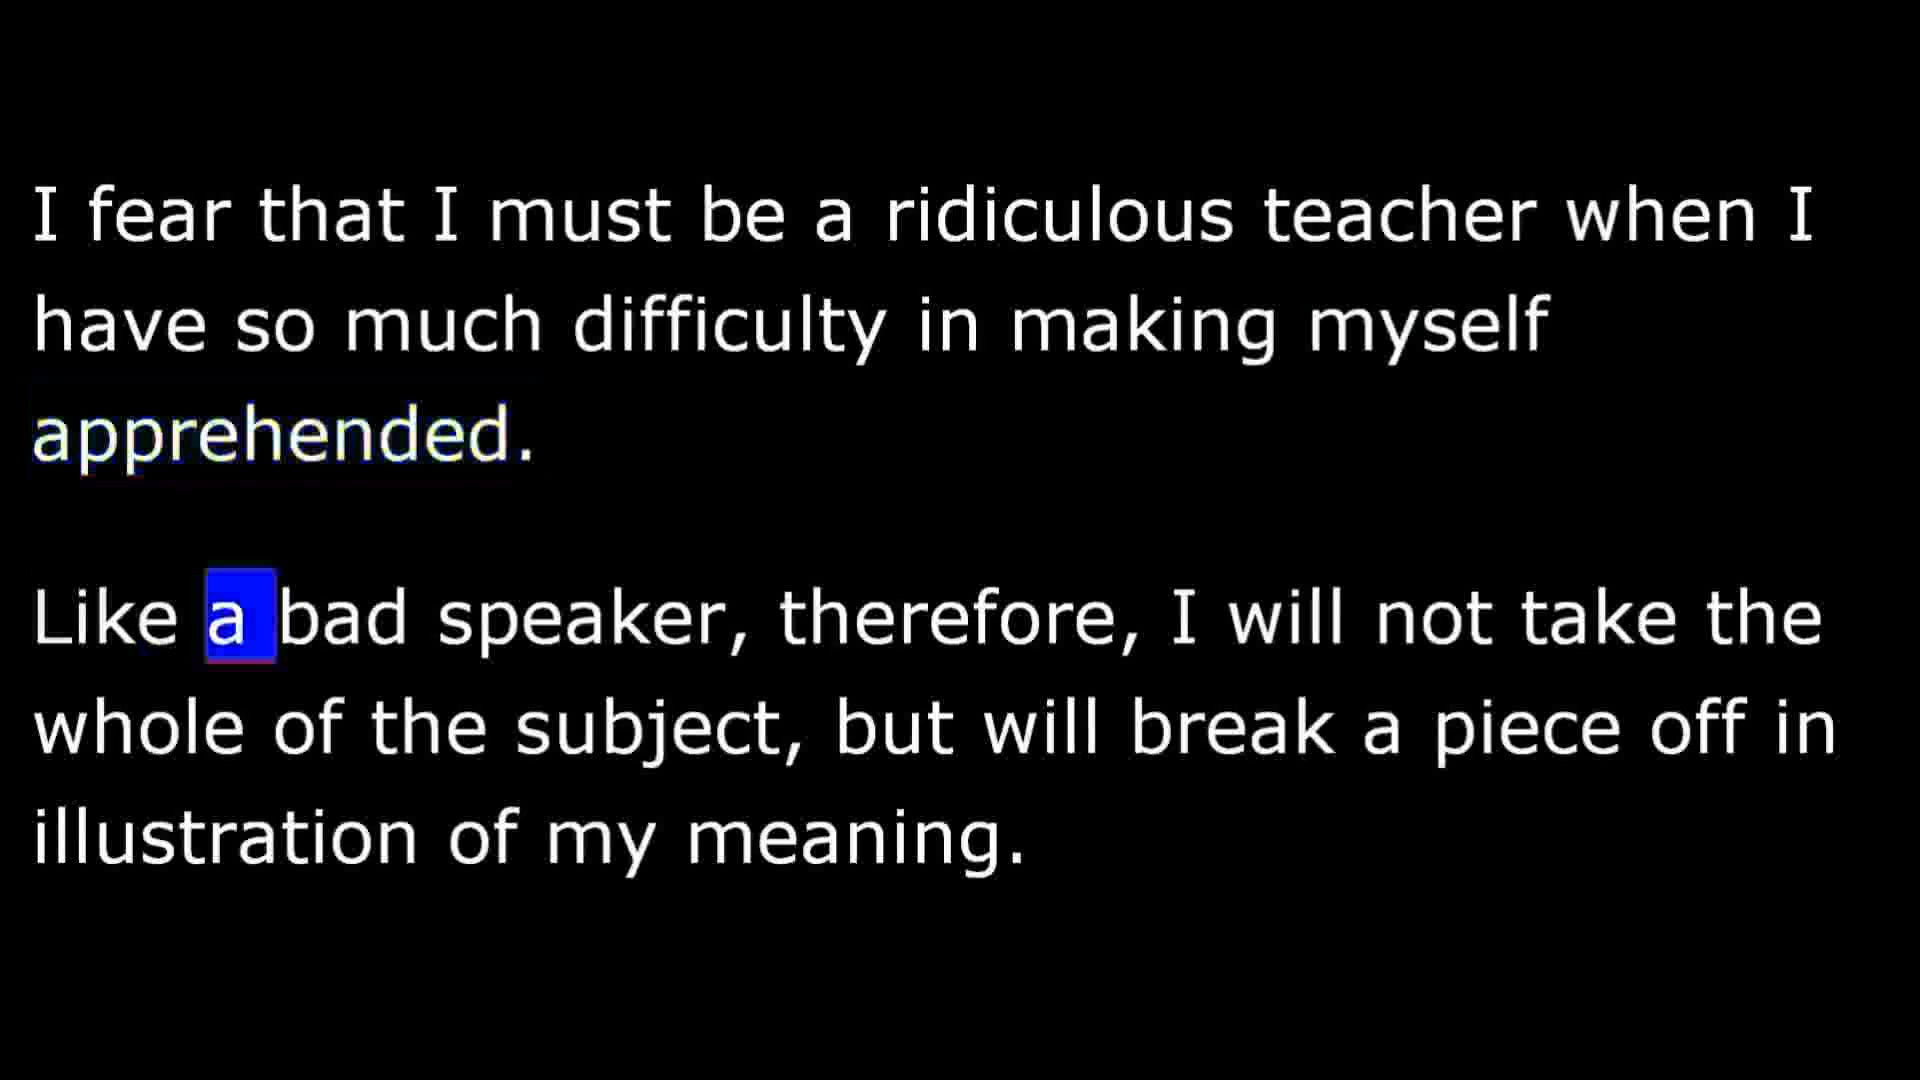 I fear that I must be a ridiculous teacher when I
have so much difficulty in making myself
apprehended.
Like a bad speaker, therefore, I will not take the
whole of the subject, but will break a piece off in
illustration of my meaning.